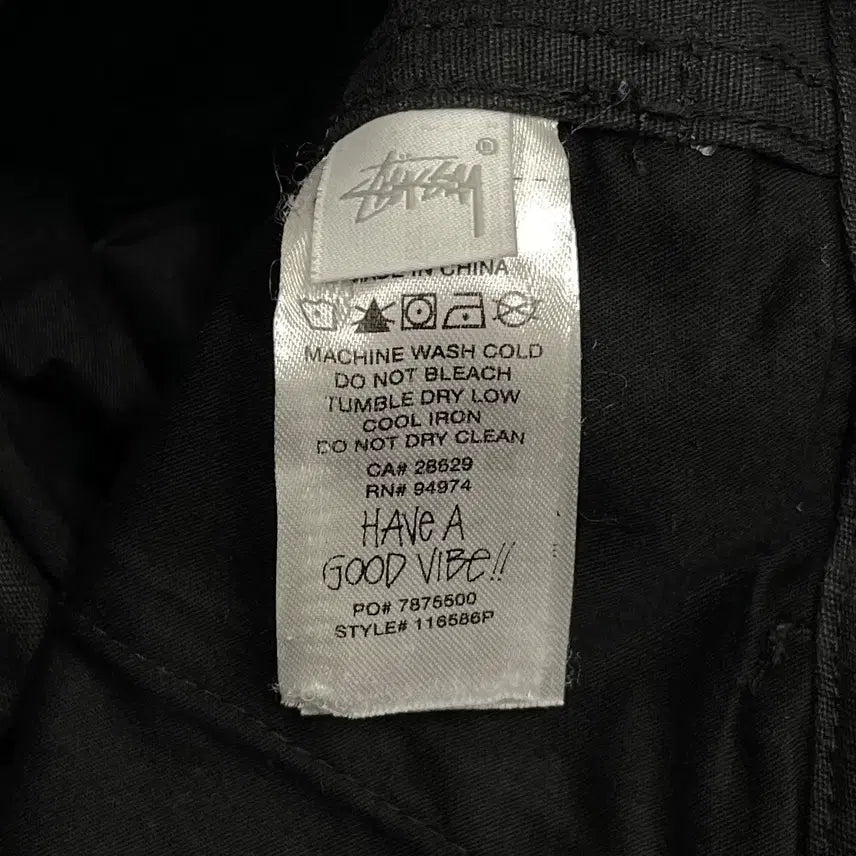 STÜSSY ®
MADE IN CHINA
MACHINE WASH COLD
DO NOT BLEACH
TUMBLE DRY LOW
COOL IRON
DO NOT DRY CLEAN
CA# 28629
RN# 94974
HAVE A
GOOD VIBE!!
PO# 7875500
STYLE# 116586P